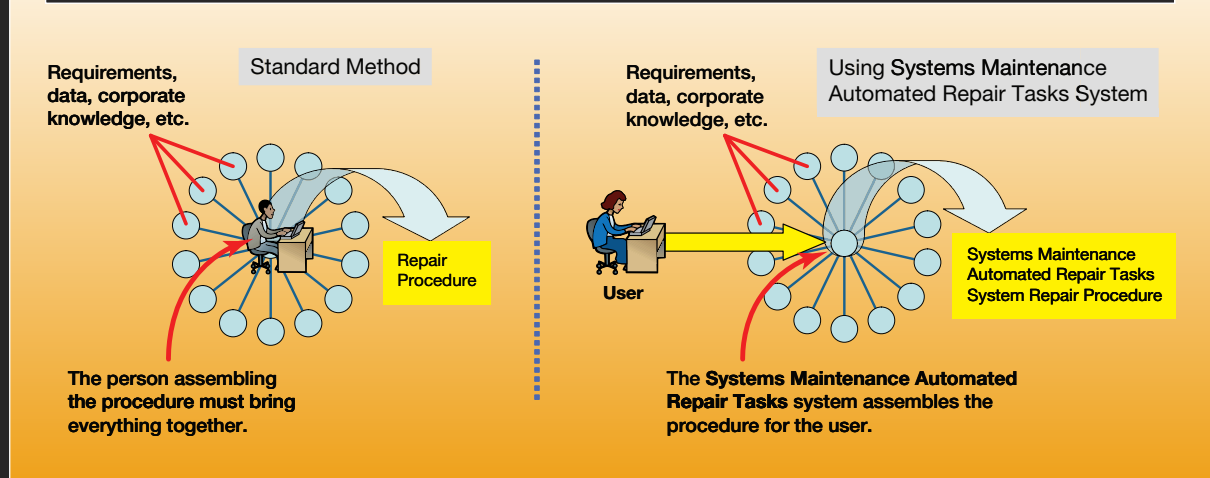 Standard Method
Requirements,
data, corporate
knowledge, etc.
Repair
Procedure
The person assembling
the procedure must bring
everything together.
Using Systems Maintenance
Automated Repair Tasks System
Requirements,
data, corporate
knowledge, etc.
User
Systems Maintenance
Automated Repair Tasks
System Repair Procedure
The Systems Maintenance Automated
Repair Tasks system assembles the
procedure for the user.